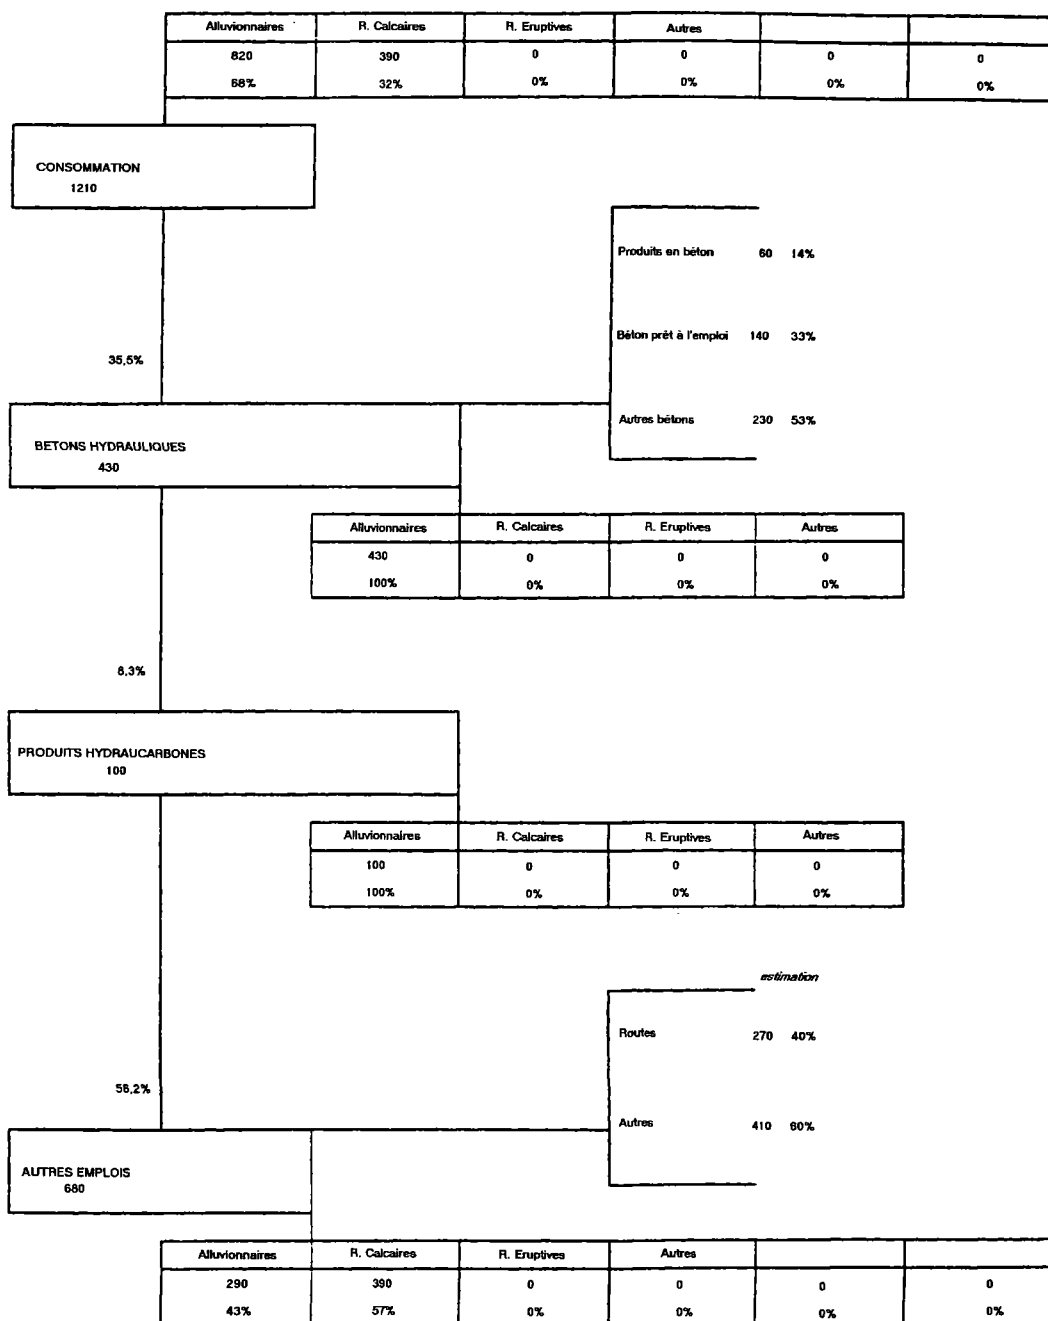 Alluvionnaires R. Calcaires R. Eruptives Autres
820 390 0 0 0 0
68% 32% 0% 0% 0% 0%
CONSOMMATION
1210
Produits en béton 60 14%
Béton prêt à l'emploi 140 33%
35,5%
Autres bétons 230 53%
BETONS HYDRAULIQUES
430
Alluvionnaires R. Calcaires R. Eruptives Autres
430 0 0 0
100% 0% 0% 0%
8,3%
PRODUITS HYDRAUCARBONES
100
Alluvionnaires R. Calcaires R. Eruptives Autres
100 0 0 0
100% 0% 0% 0%
estimation
Routes 270 40%
56,2%
Autres 410 60%
AUTRES EMPLOIS
680
Alluvionnaires R. Calcaires R. Eruptives Autres
290 390 0 0 0 0
43% 57% 0% 0% 0% 0%